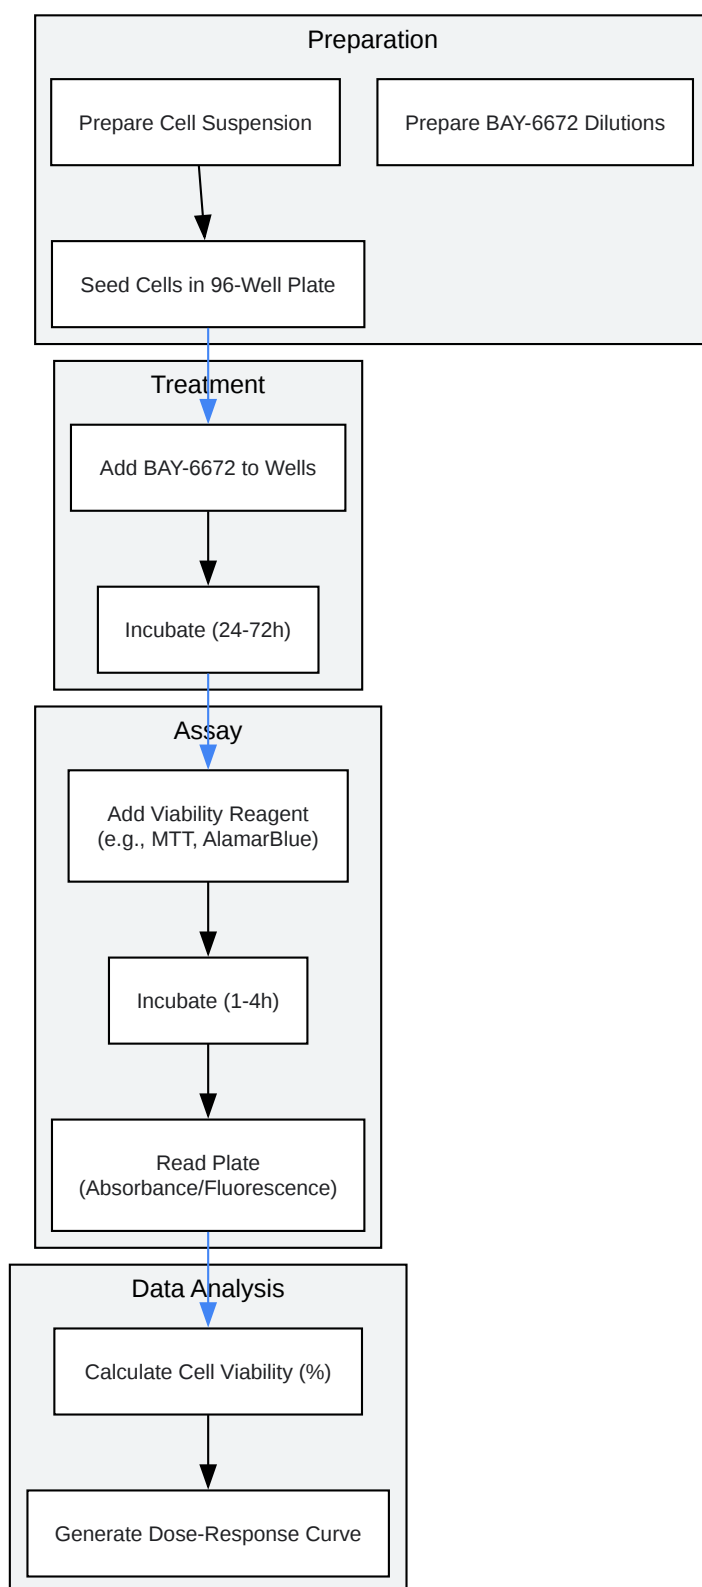 Preparation
Prepare Cell Suspension
Prepare BAY-6672 Dilutions
Seed Cells in 96-Well Plate
Treatment
Add BAY-6672 to Wells
Incubate (24-72h)
Assay
Add Viability Reagent
(e.g., MTT, AlamarBlue)
Incubate (1-4h)
Read Plate
(Absorbance/Fluorescence)
Data Analysis
Calculate Cell Viability (%)
Generate Dose-Response Curve